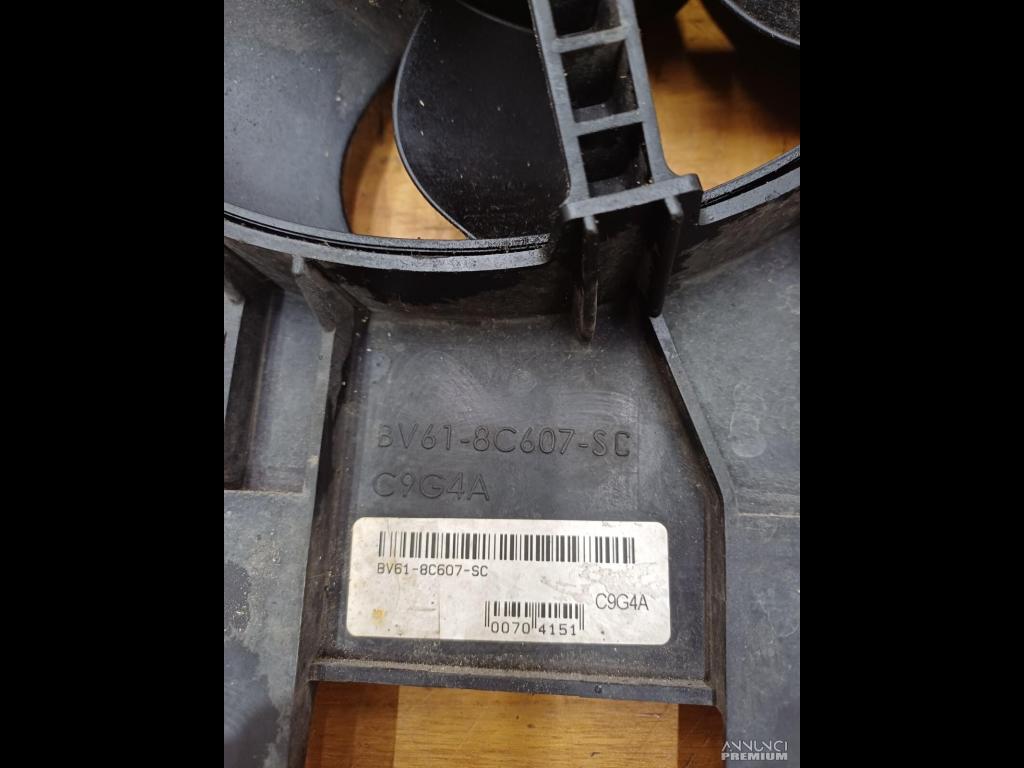 BV61-8C607-SC
C9G4A
BV61-8C607-SC
C9G4A
0070 4151
ANNUNCI
PREMIUM